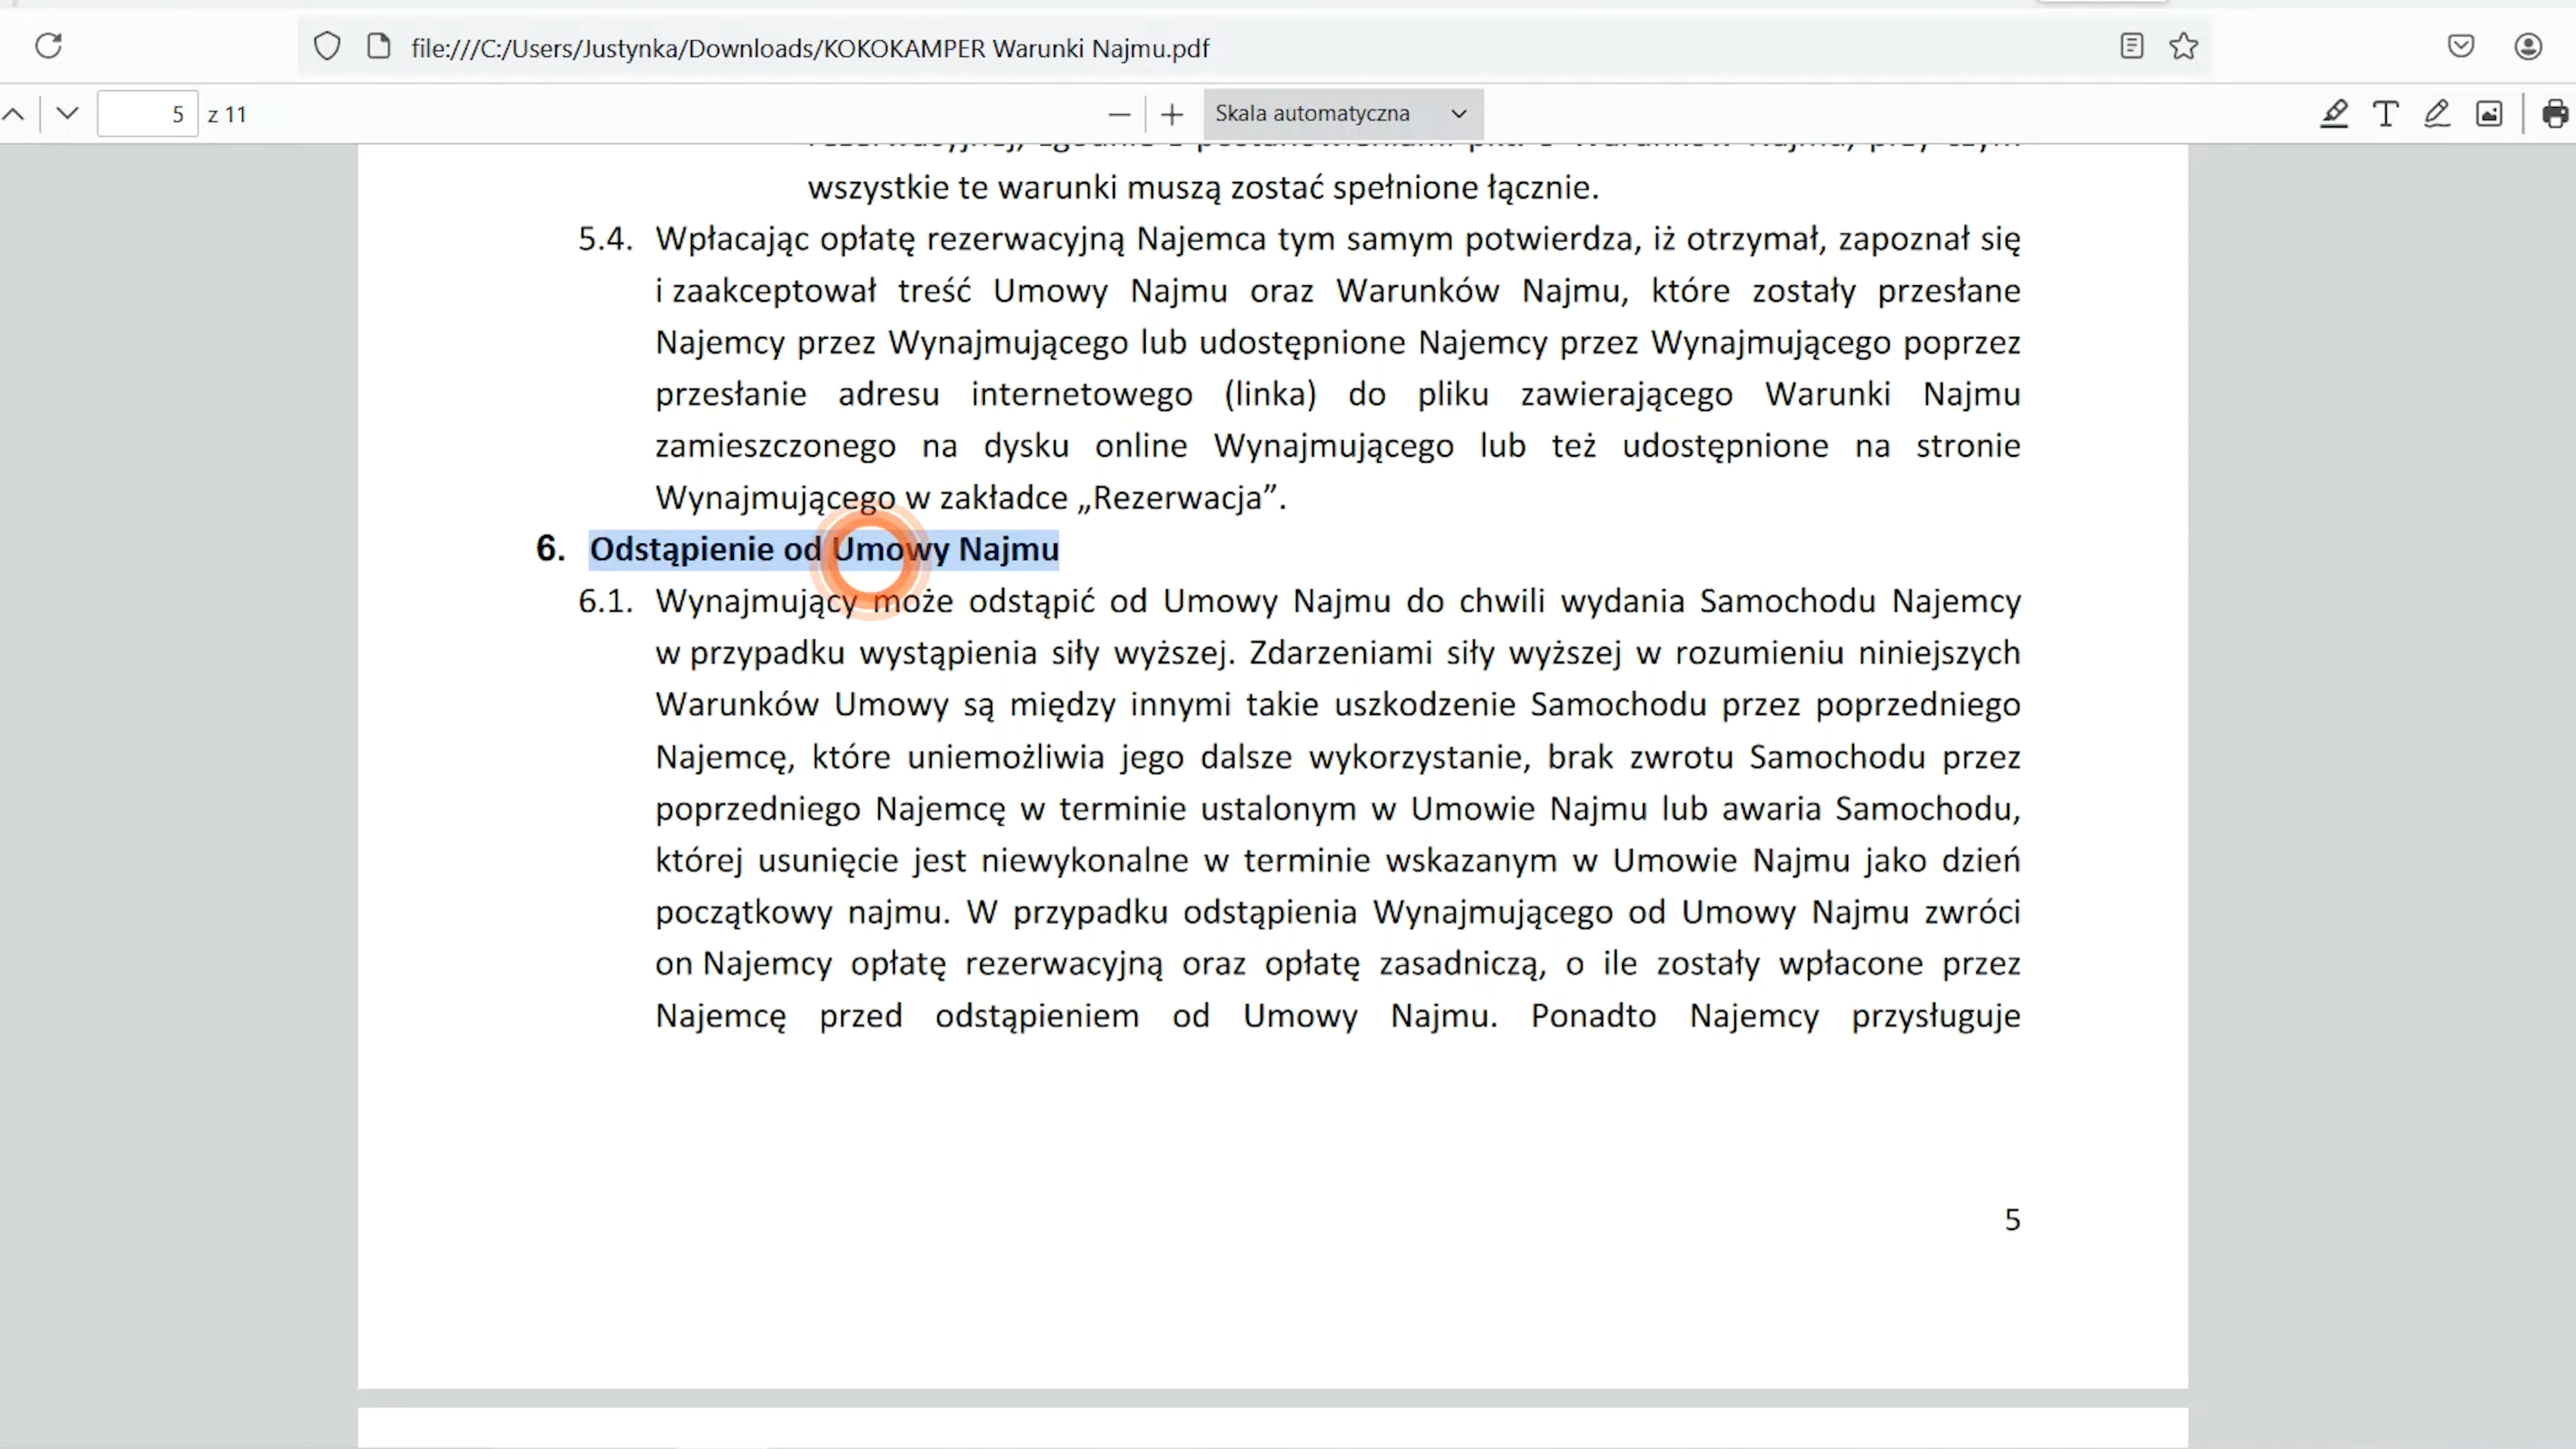 file:///C:/Users/Justynka/Downloads/KOKOKAMPER Warunki Najmu.pdf
5 z 11
Skala automatyczna
wszystkie te warunki muszą zostać spełnione łącznie.
5.4. Wpłacając opłatę rezerwacyjną Najemca tym samym potwierdza, iż otrzymał, zapoznał się
i zaakceptował treść Umowy Najmu oraz Warunków Najmu, które zostały przesłane
Najemcy przez Wynajmującego lub udostępnione Najemcy przez Wynajmującego poprzez
przesłanie adresu internetowego (linka) do pliku zawierającego Warunki Najmu
zamieszczonego na dysku online Wynajmującego lub też udostępnione na stronie
Wynajmującego w zakładce „Rezerwacja”.
6. Odstąpienie od Umowy Najmu
6.1. Wynajmujący może odstąpić od Umowy Najmu do chwili wydania Samochodu Najemcy
w przypadku wystąpienia siły wyższej. Zdarzeniami siły wyższej w rozumieniu niniejszych
Warunków Umowy są między innymi takie uszkodzenie Samochodu przez poprzedniego
Najemcę, które uniemożliwia jego dalsze wykorzystanie, brak zwrotu Samochodu przez
poprzedniego Najemcę w terminie ustalonym w Umowie Najmu lub awaria Samochodu,
której usunięcie jest niewykonalne w terminie wskazanym w Umowie Najmu jako dzień
początkowy najmu. W przypadku odstąpienia Wynajmującego od Umowy Najmu zwróci
on Najemcy opłatę rezerwacyjną oraz opłatę zasadniczą, o ile zostały wpłacone przez
Najemcę przed odstąpieniem od Umowy Najmu. Ponadto Najemcy przysługuje
5